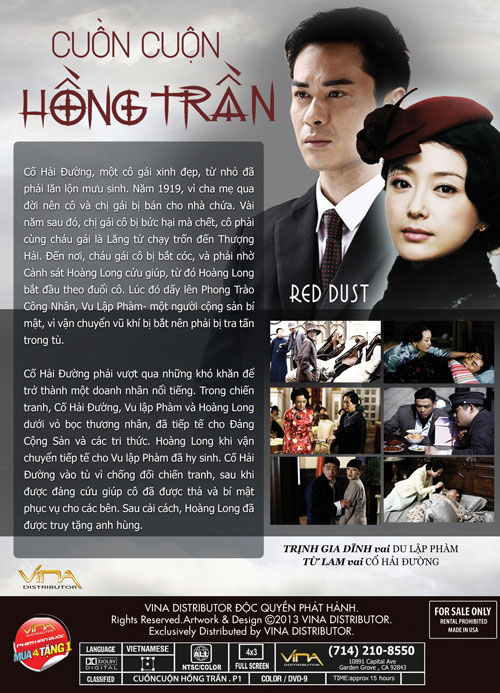 CUỒN CUỘN
HỒNG TRẦN
Cố Hải Đường, một cô gái xinh đẹp, từ nhỏ đã
phải lăn lộn mưu sinh. Năm 1919, vì cha mẹ qua
đời nên cô và chị gái bị bán cho nhà chứa. Vài
năm sau đó, chị gái cô bị bức hại mà chết, cô phải
cùng cháu gái là Lăng tử chạy trốn đến Thượng
Hải. Đến nơi, cháu gái cô bị bắt cóc, và phải nhờ
Cảnh sát Hoàng Long cứu giúp, từ đó Hoàng Long
bắt đầu theo đuổi cô. Lúc đó dấy lên Phong Trào
Công Nhân, Vu Lập Phàm- một người cộng sản bí
mật, vì vận chuyển vũ khí bị bắt nên phải bị tra tấn
trong tù.
Cố Hải Đường phải vượt qua những khó khăn để
trở thành một doanh nhân nổi tiếng. Trong chiến
tranh, Cố Hải Đường, Vu lập Phàm và Hoàng Long
dưới vỏ bọc thương nhân, đã tiếp tế cho Đảng
Cộng Sản và các tri thức. Hoàng Long khi vận
chuyển tiếp tế cho Vu lập Phàm đã hy sinh. Cố Hải
Đường vào tù vì chống đối chiến tranh, sau khi
được đảng cứu giúp cô đã được thả và bí mật
phục vụ cho các bên. Sau cải cách, Hoàng Long đã
được truy tặng anh hùng.
RED DUST
TRỊNH GIA DĨNH vai DU LẬP PHÀM
TỪ LAM vai CỐ HẢI ĐƯỜNG
VINA
DISTRIBUTOR
VINA DISTRIBUTOR ĐỘC QUYỀN PHÁT HÀNH.
Rights Reserved.Artwork & Design ©2013 VINA DISTRIBUTOR.
Exclusively Distributed by VINA DISTRIBUTOR.
FOR SALE ONLY
RENTAL PROHIBITED
MADE IN USA
VINA
DISTRIBUTOR
PHIM HÀN QUỐC
MUA 4 TẶNG 1
LANGUAGE
VIETNAMESE
DOLBY
DIGITAL
ALL
NTSC/COLOR
4x3
FULL SCREEN
VINA
DISTRIBUTOR
(714) 210-8550
10891 Capital Ave
Garden Grove , CA 92843
CLASSIFIED
CUỒNCUỘN HỒNG TRẦN . P1
COLOR / DVD-9
TIME:approx 15 hours